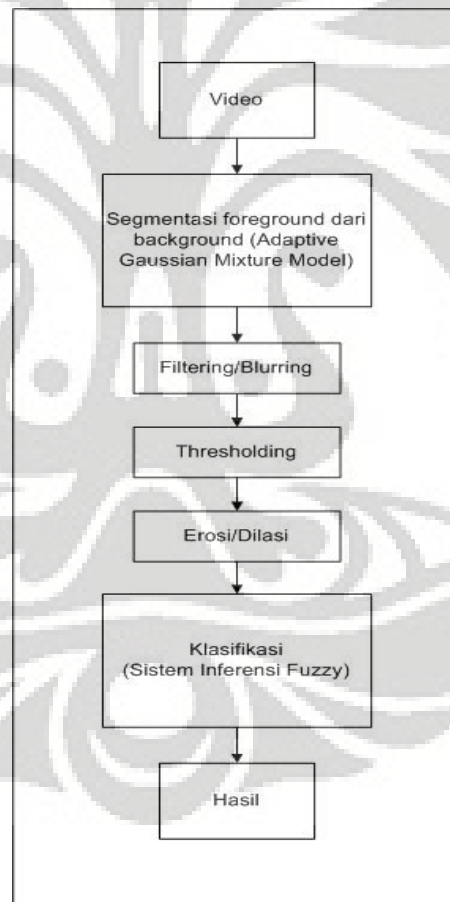 Video
Segmentasi foreground dari
background (Adaptive
Gaussian Mixture Model)
Filtering/Blurring
Thresholding
Erosi/Dilasi
Klasifikasi
(Sistem Inferensi Fuzzy)
Hasil